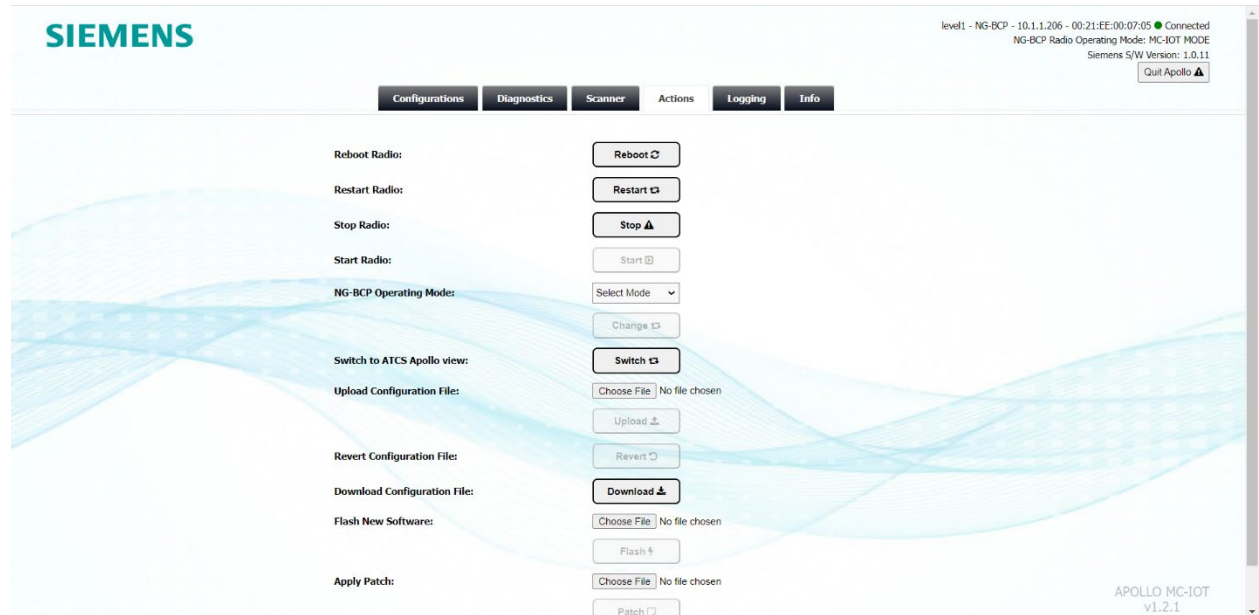 SIEMENS
level1 - NG-BCP - 10.1.1.206 - 00:21:EE:00:07:05 Connected
NG-BCP Radio Operating Mode: MC-IOT MODE
Siemens S/W Version: 1.0.11
Quit Apollo
Configurations Diagnostics Scanner Actions Logging Info
Reboot Radio: Reboot
Restart Radio: Restart
Stop Radio: Stop
Start Radio: Start
NG-BCP Operating Mode: Select Mode
Change
Switch to ATCS Apollo view: Switch
Upload Configuration File: Choose File No file chosen
Upload
Revert Configuration File: Revert
Download Configuration File: Download
Flash New Software: Choose File No file chosen
Flash
Apply Patch: Choose File No file chosen
Patch
APOLLO MC-IOT
v1.2.1